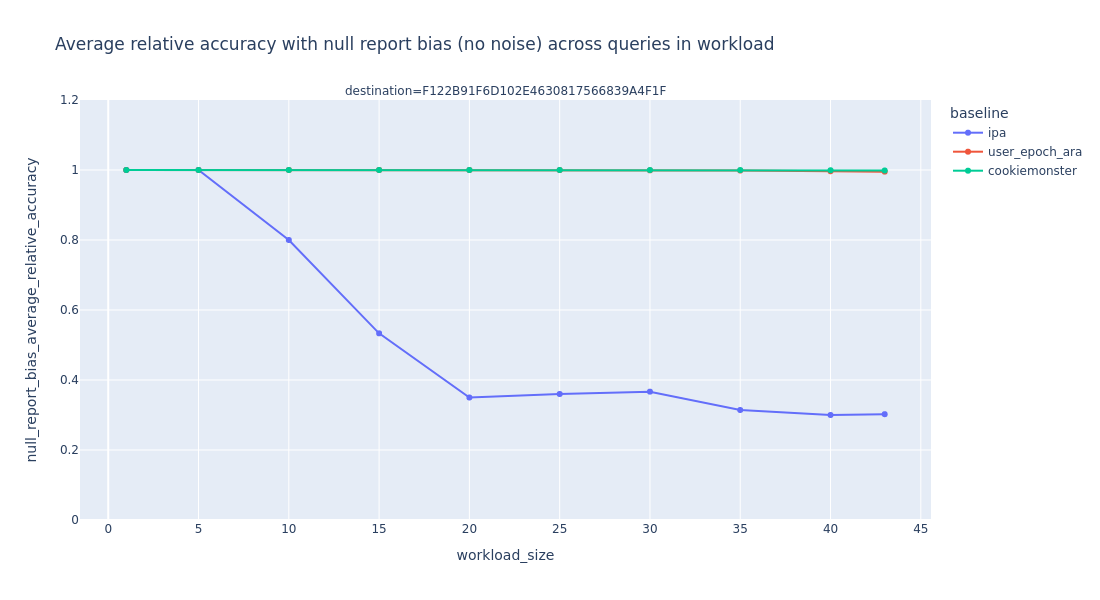 Average relative accuracy with null report bias (no noise) across queries in workload
destination=F122B91F6D102E4630817566839A4F1F
baseline
ipa
user_epoch_ara
cookiemonster
null_report_bias_average_relative_accuracy
1.2
1
0.8
0.6
0.4
0.2
0
0 5 10 15 20 25 30 35 40 45
workload_size